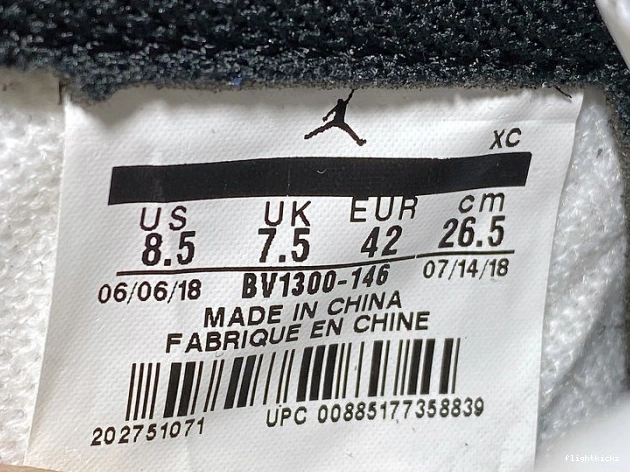 XC
US UK EUR cm
8.5 7.5 42 26.5
06/06/18 BV1300-146 07/14/18
MADE IN CHINA
FABRIQUE EN CHINE
202751071 UPC 00885177358839
flightkickz